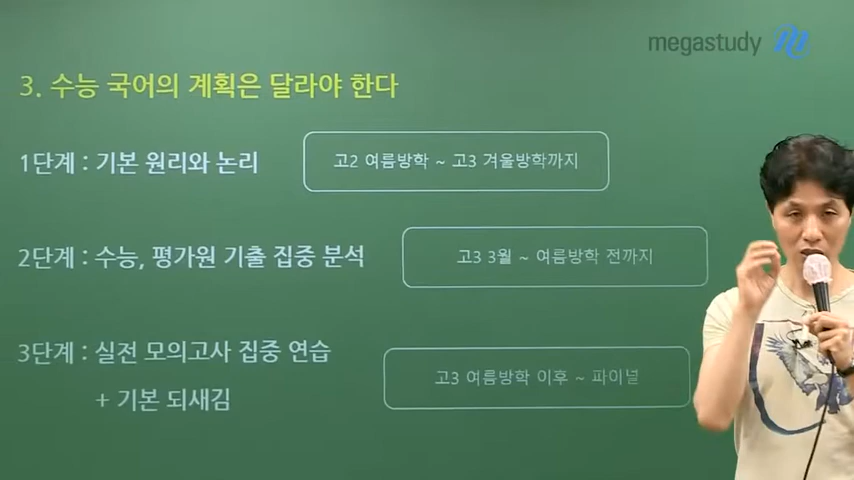 megastudy
3. 수능 국어의 계획은 달라야 한다
1단계 : 기본 원리와 논리
고2 여름방학 ~ 고3 겨울방학까지
2단계 : 수능, 평가원 기출 집중 분석
고3 3월 ~ 여름방학 전까지
3단계 : 실전 모의고사 집중 연습
+ 기본 되새김
고3 여름방학 이후 ~ 파이널